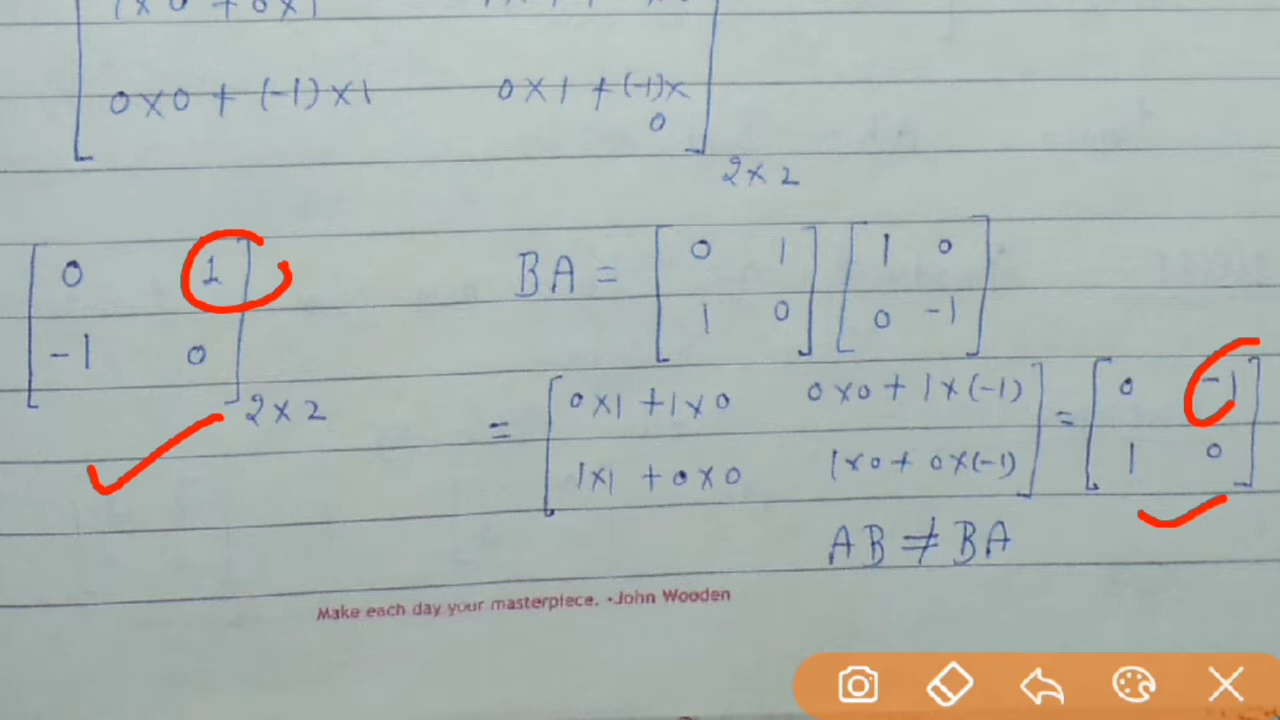 0×0 + (-1)×1 0×1 + (-1)×
0
2×2
0 1
-1 0
2×2
BA = [0 1
1 0] [1 0
0 -1]
= [0×1 + 1×0 0×0 + 1×(-1)
1×1 + 0×0 1×0 + 0×(-1)] = [0 -1
1 0]
AB ≠ BA
Make each day your masterpiece. -John Wooden